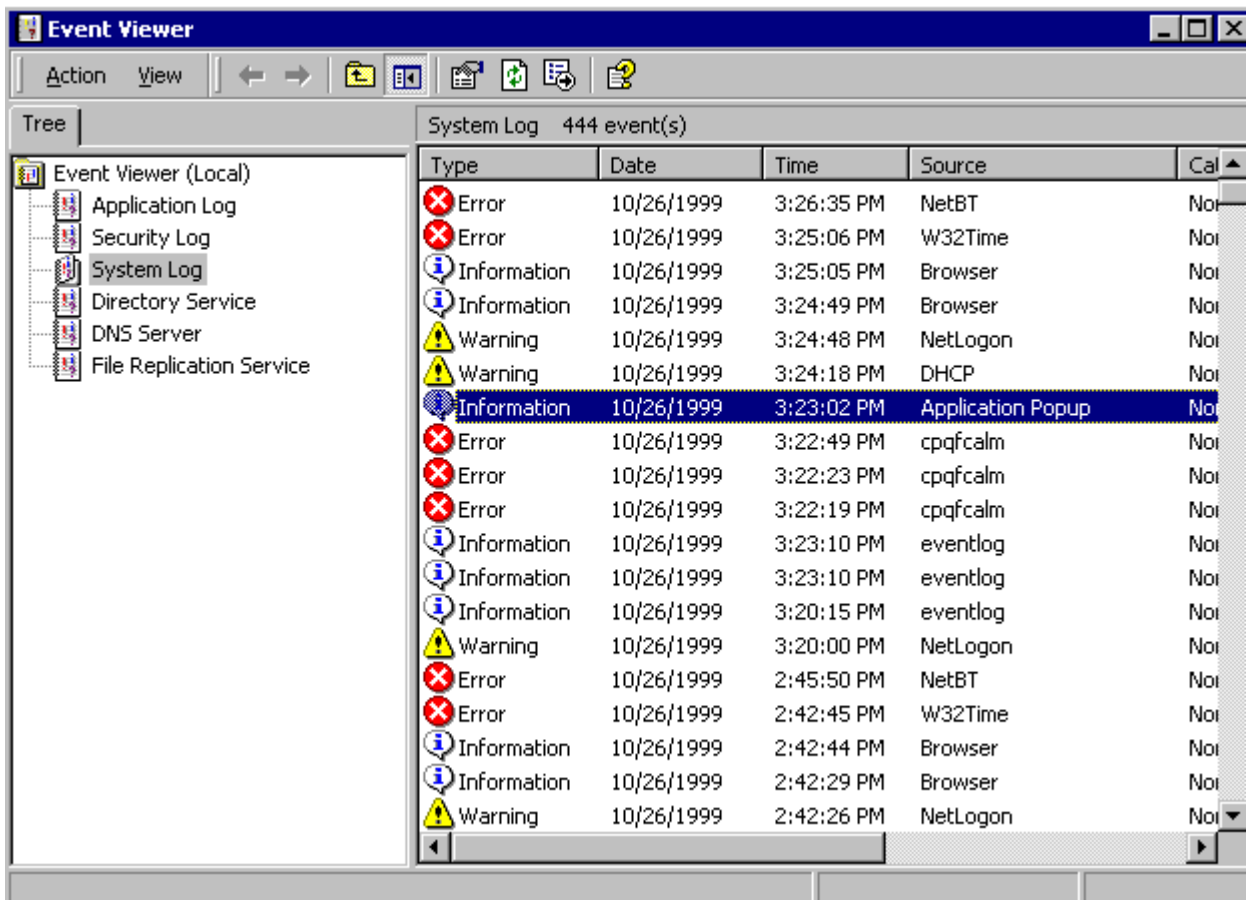 Event Viewer
Action View
Tree
System Log 444 event(s)
Event Viewer (Local)
Application Log
Security Log
System Log
Directory Service
DNS Server
File Replication Service
Type Date Time Source
Error 10/26/1999 3:26:35 PM NetBT
Error 10/26/1999 3:25:06 PM W32Time
Information 10/26/1999 3:25:05 PM Browser
Information 10/26/1999 3:24:49 PM Browser
Warning 10/26/1999 3:24:48 PM NetLogon
Warning 10/26/1999 3:24:18 PM DHCP
Information 10/26/1999 3:23:02 PM Application Popup
Error 10/26/1999 3:22:49 PM cpqfcalm
Error 10/26/1999 3:22:23 PM cpqfcalm
Error 10/26/1999 3:22:19 PM cpqfcalm
Information 10/26/1999 3:23:10 PM eventlog
Information 10/26/1999 3:23:10 PM eventlog
Information 10/26/1999 3:20:15 PM eventlog
Warning 10/26/1999 3:20:00 PM NetLogon
Error 10/26/1999 2:45:50 PM NetBT
Error 10/26/1999 2:42:45 PM W32Time
Information 10/26/1999 2:42:44 PM Browser
Information 10/26/1999 2:42:29 PM Browser
Warning 10/26/1999 2:42:26 PM NetLogon